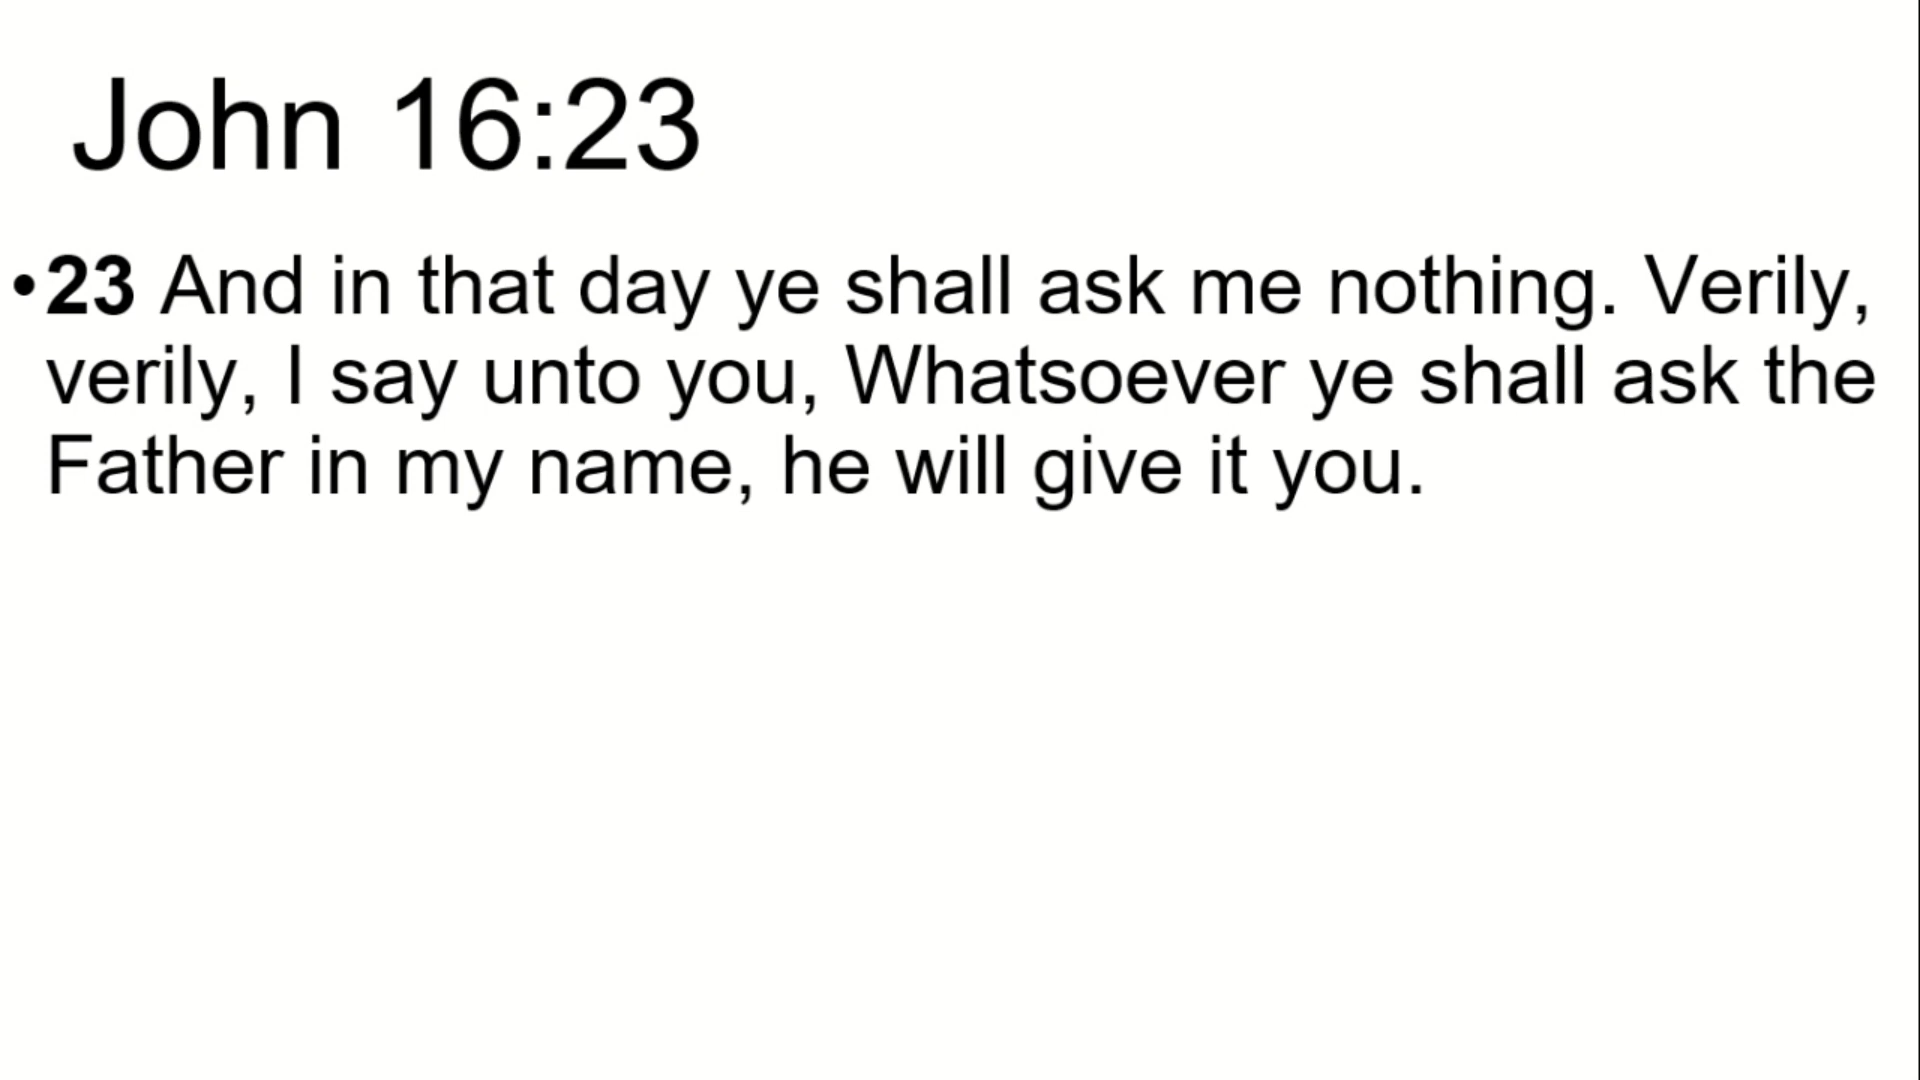 John 16:23
•23 And in that day ye shall ask me nothing. Verily,
verily, I say unto you, Whatsoever ye shall ask the
Father in my name, he will give it you.